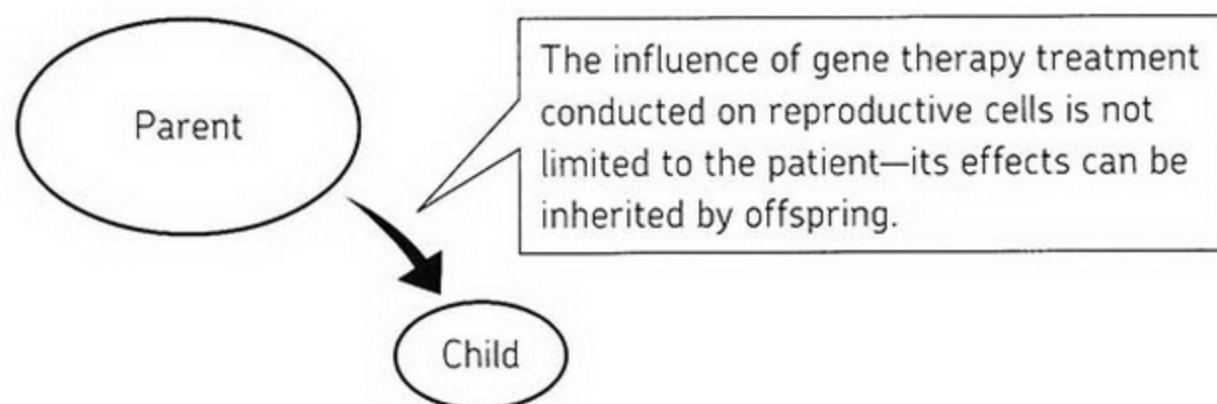 Parent
The influence of gene therapy treatment
conducted on reproductive cells is not
limited to the patient—its effects can be
inherited by offspring.
Child